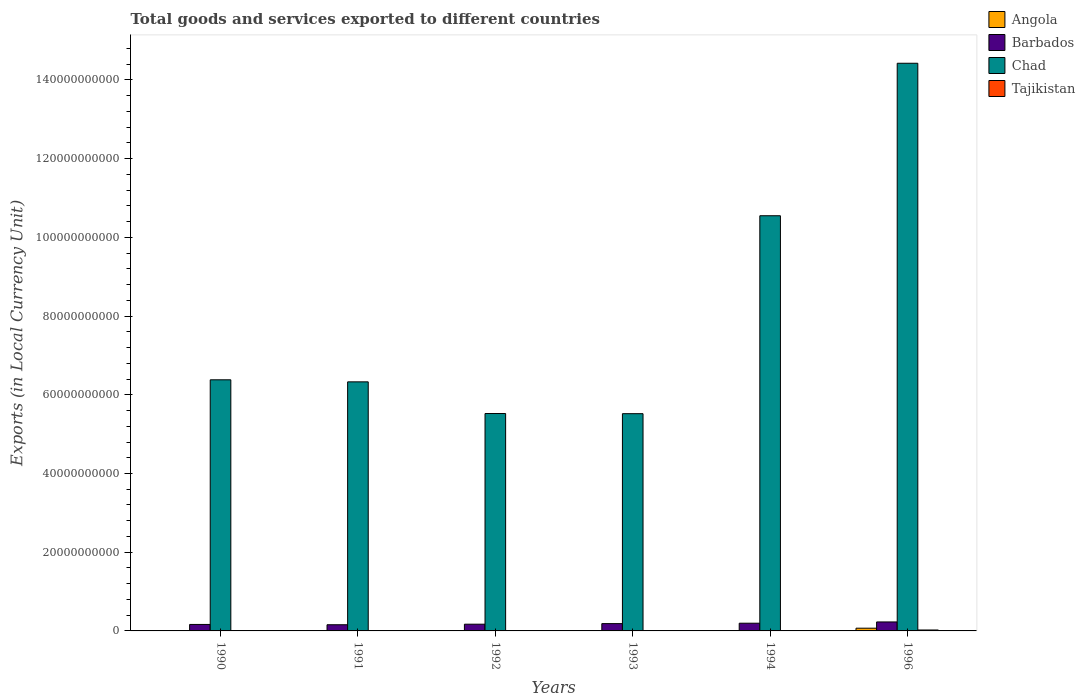 Total goods and services exported to different countries
Angola
Barbados
Chad
Tajikistan
Exports (in Local Currency Unit)
140000000000
120000000000
100000000000
80000000000
60000000000
40000000000
20000000000
0
1990
1991
1992
1993
1994
1996
Years